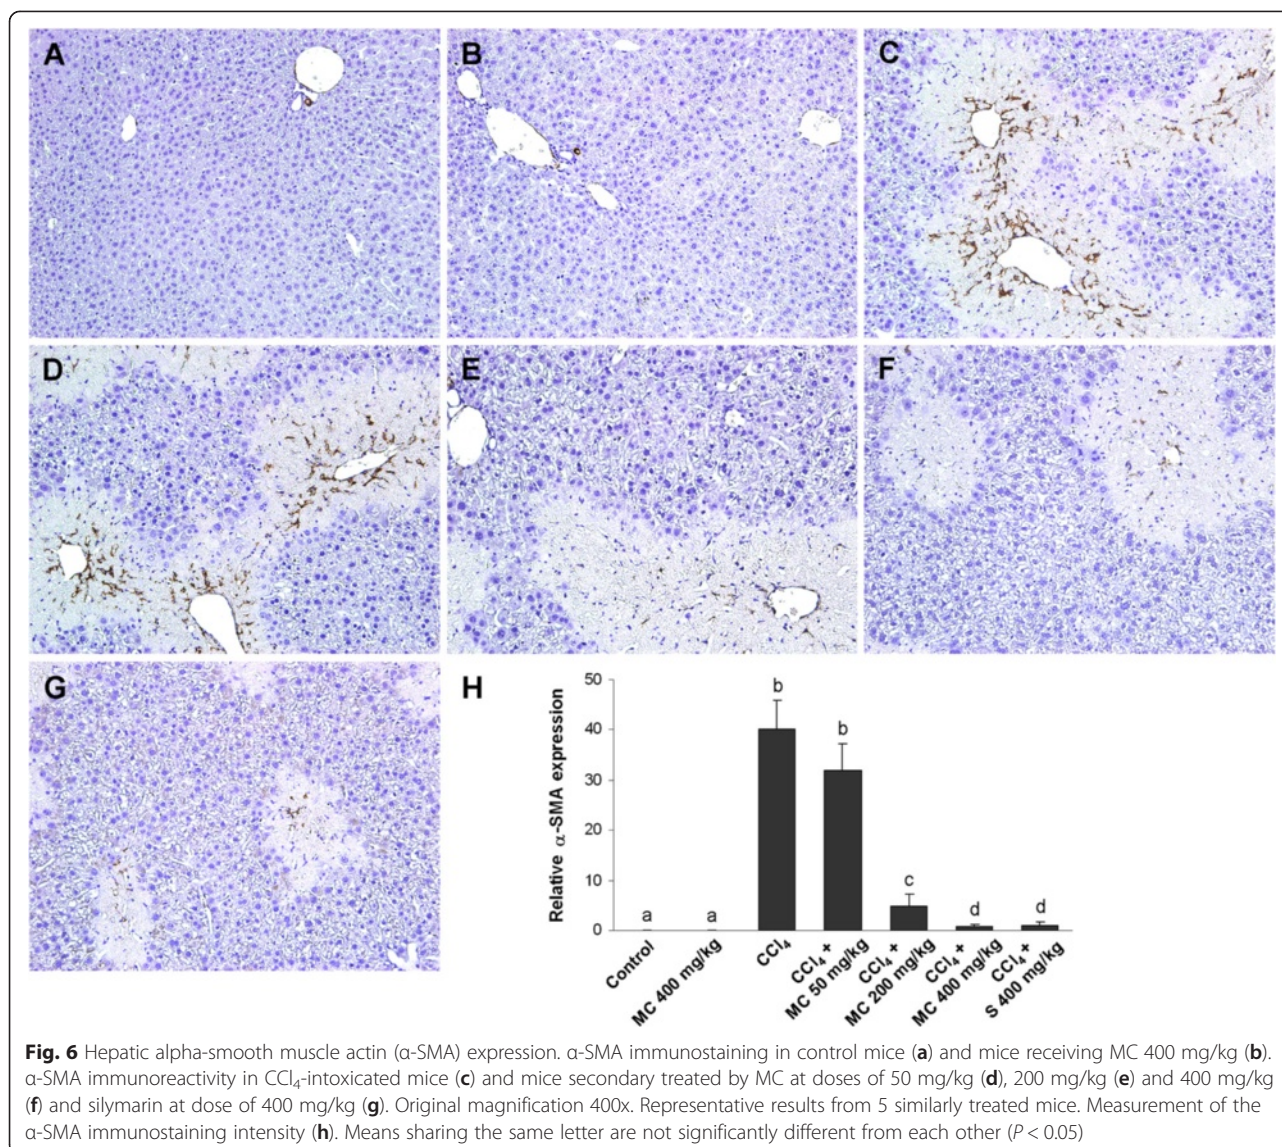 A
B
C
D
E
F
G
H
50
40
30
20
10
0
Relative α-SMA expression
a
a
b
b
c
d
d
Control
MC 400 mg/kg
CCl₄
CCl₄ +
MC 50 mg/kg
CCl₄ +
MC 200 mg/kg
CCl₄ +
MC 400 mg/kg
CCl₄ +
S 400 mg/kg
Fig. 6 Hepatic alpha-smooth muscle actin (α-SMA) expression. α-SMA immunostaining in control mice (a) and mice receiving MC 400 mg/kg (b).
α-SMA immunoreactivity in CCl₄-intoxicated mice (c) and mice secondary treated by MC at doses of 50 mg/kg (d), 200 mg/kg (e) and 400 mg/kg
(f) and silymarin at dose of 400 mg/kg (g). Original magnification 400x. Representative results from 5 similarly treated mice. Measurement of the
α-SMA immunostaining intensity (h). Means sharing the same letter are not significantly different from each other (P < 0.05)